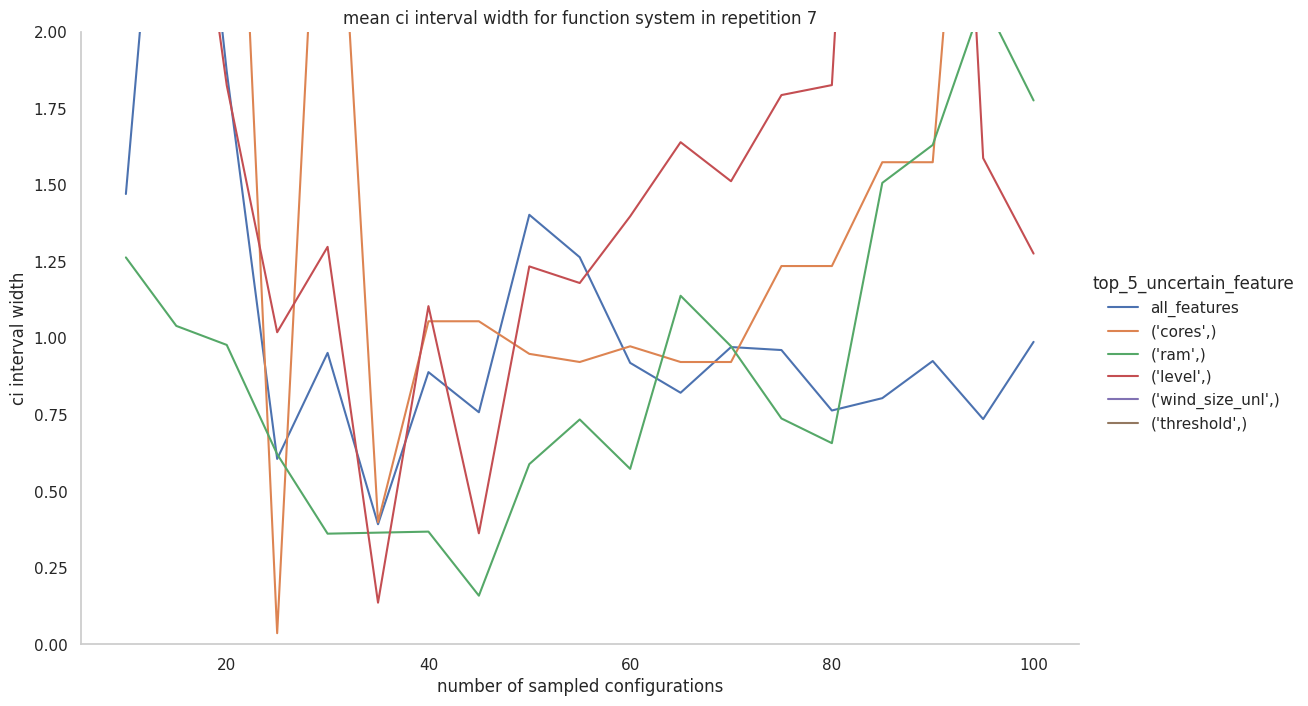 mean ci interval width for function system in repetition 7
2.00
1.75
1.50
1.25
1.00
0.75
0.50
0.25
0.00
ci interval width
20
40
60
80
100
number of sampled configurations
top_5_uncertain_feature
all_features
('cores',)
('ram',)
('level',)
('wind_size_unl',)
('threshold',)